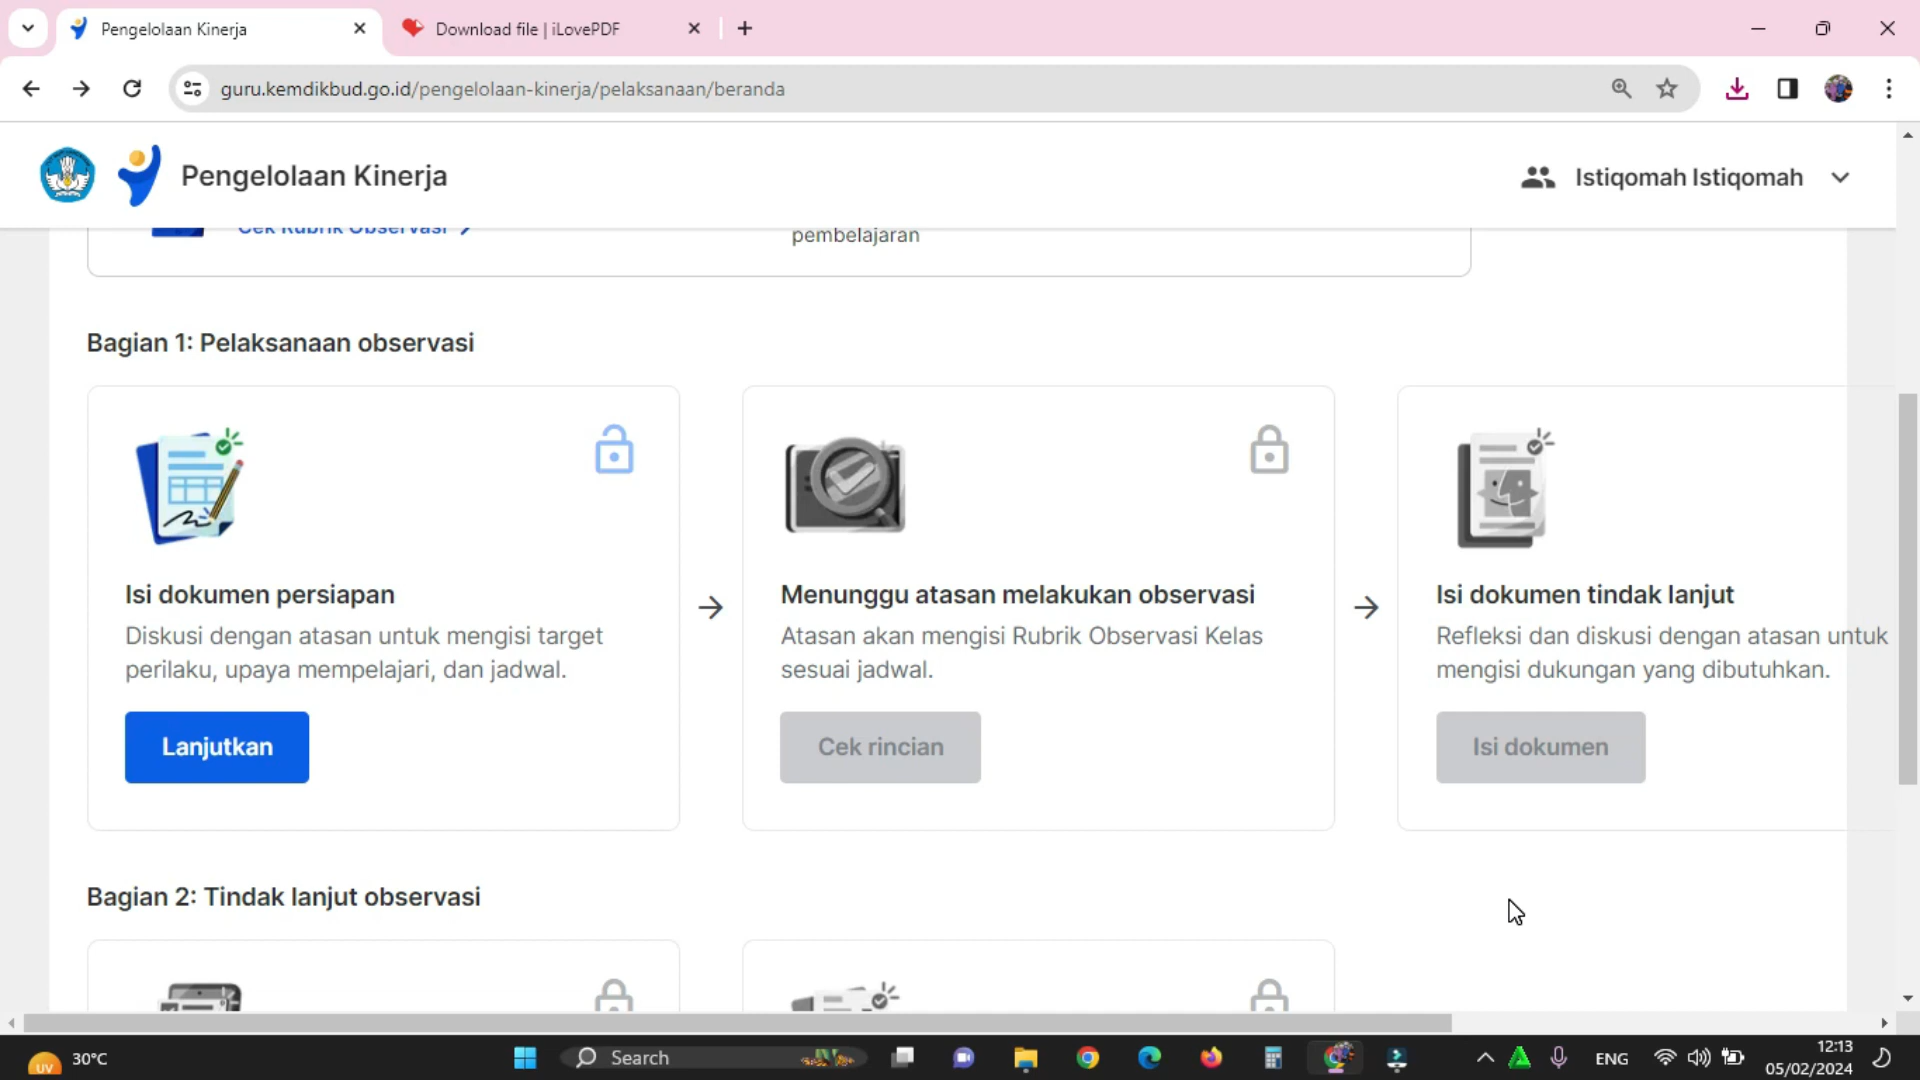 Pengelolaan Kinerja
Download file | iLovePDF
guru.kemdikbud.go.id/pengelolaan-kinerja/pelaksanaan/beranda
Pengelolaan Kinerja
Istiqomah Istiqomah
Cek Rubrik Observasi
pembelajaran
Bagian 1: Pelaksanaan observasi
Isi dokumen persiapan
Diskusi dengan atasan untuk mengisi target
perilaku, upaya mempelajari, dan jadwal.
Lanjutkan
Menunggu atasan melakukan observasi
Atasan akan mengisi Rubrik Observasi Kelas
sesuai jadwal.
Cek rincian
Isi dokumen tindak lanjut
Refleksi dan diskusi dengan atasan untuk
mengisi dukungan yang dibutuhkan.
Isi dokumen
Bagian 2: Tindak lanjut observasi
UV
30°C
Search
ENG
12:13
05/02/2024